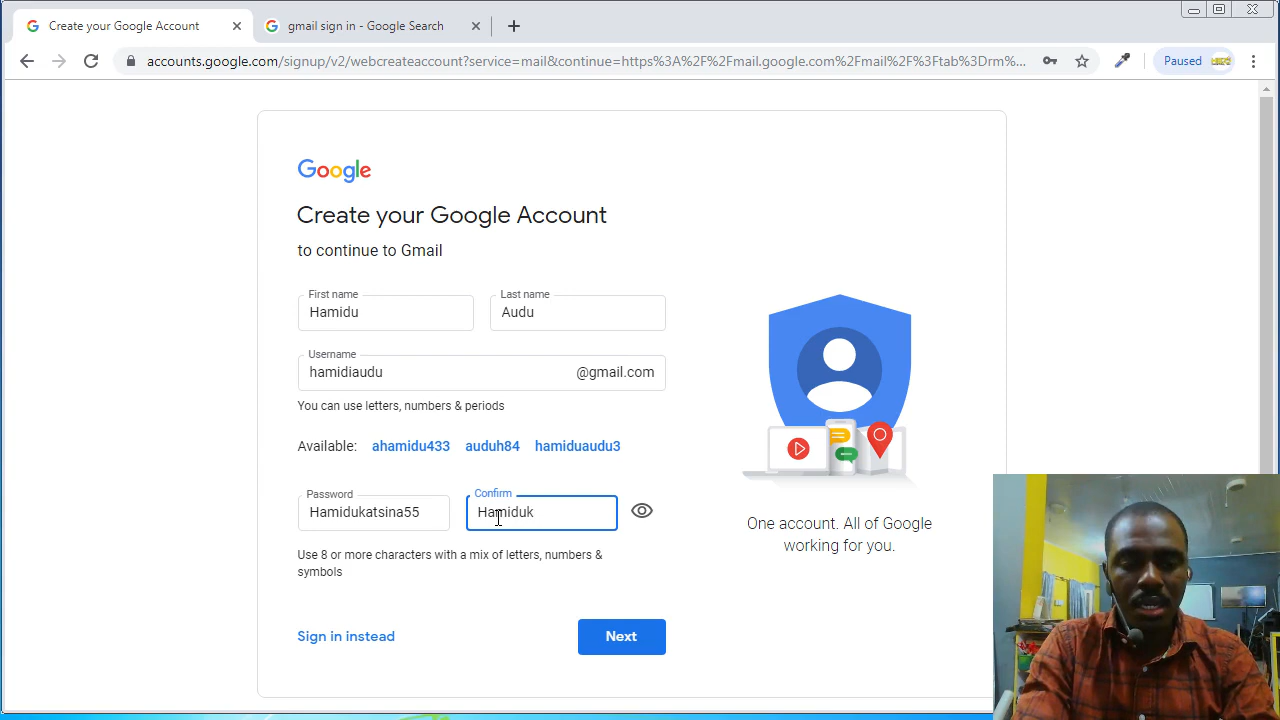 Create your Google Account
gmail sign in - Google Search
accounts.google.com/signup/v2/webcreateaccount?service=mail&continue=https%3A%2F%2Fmail.google.com%2Fmail%2F%3Ftab%3Drm%...
Paused
Google
Create your Google Account
to continue to Gmail
First name
Hamidu
Last name
Audu
Username
hamidiaudu
@gmail.com
You can use letters, numbers & periods
Available: ahamidu433 auduh84 hamiduaudu3
Password
Hamidukatsina55
Confirm
Hamiduk
Use 8 or more characters with a mix of letters, numbers &
symbols
Sign in instead
Next
One account. All of Google
working for you.